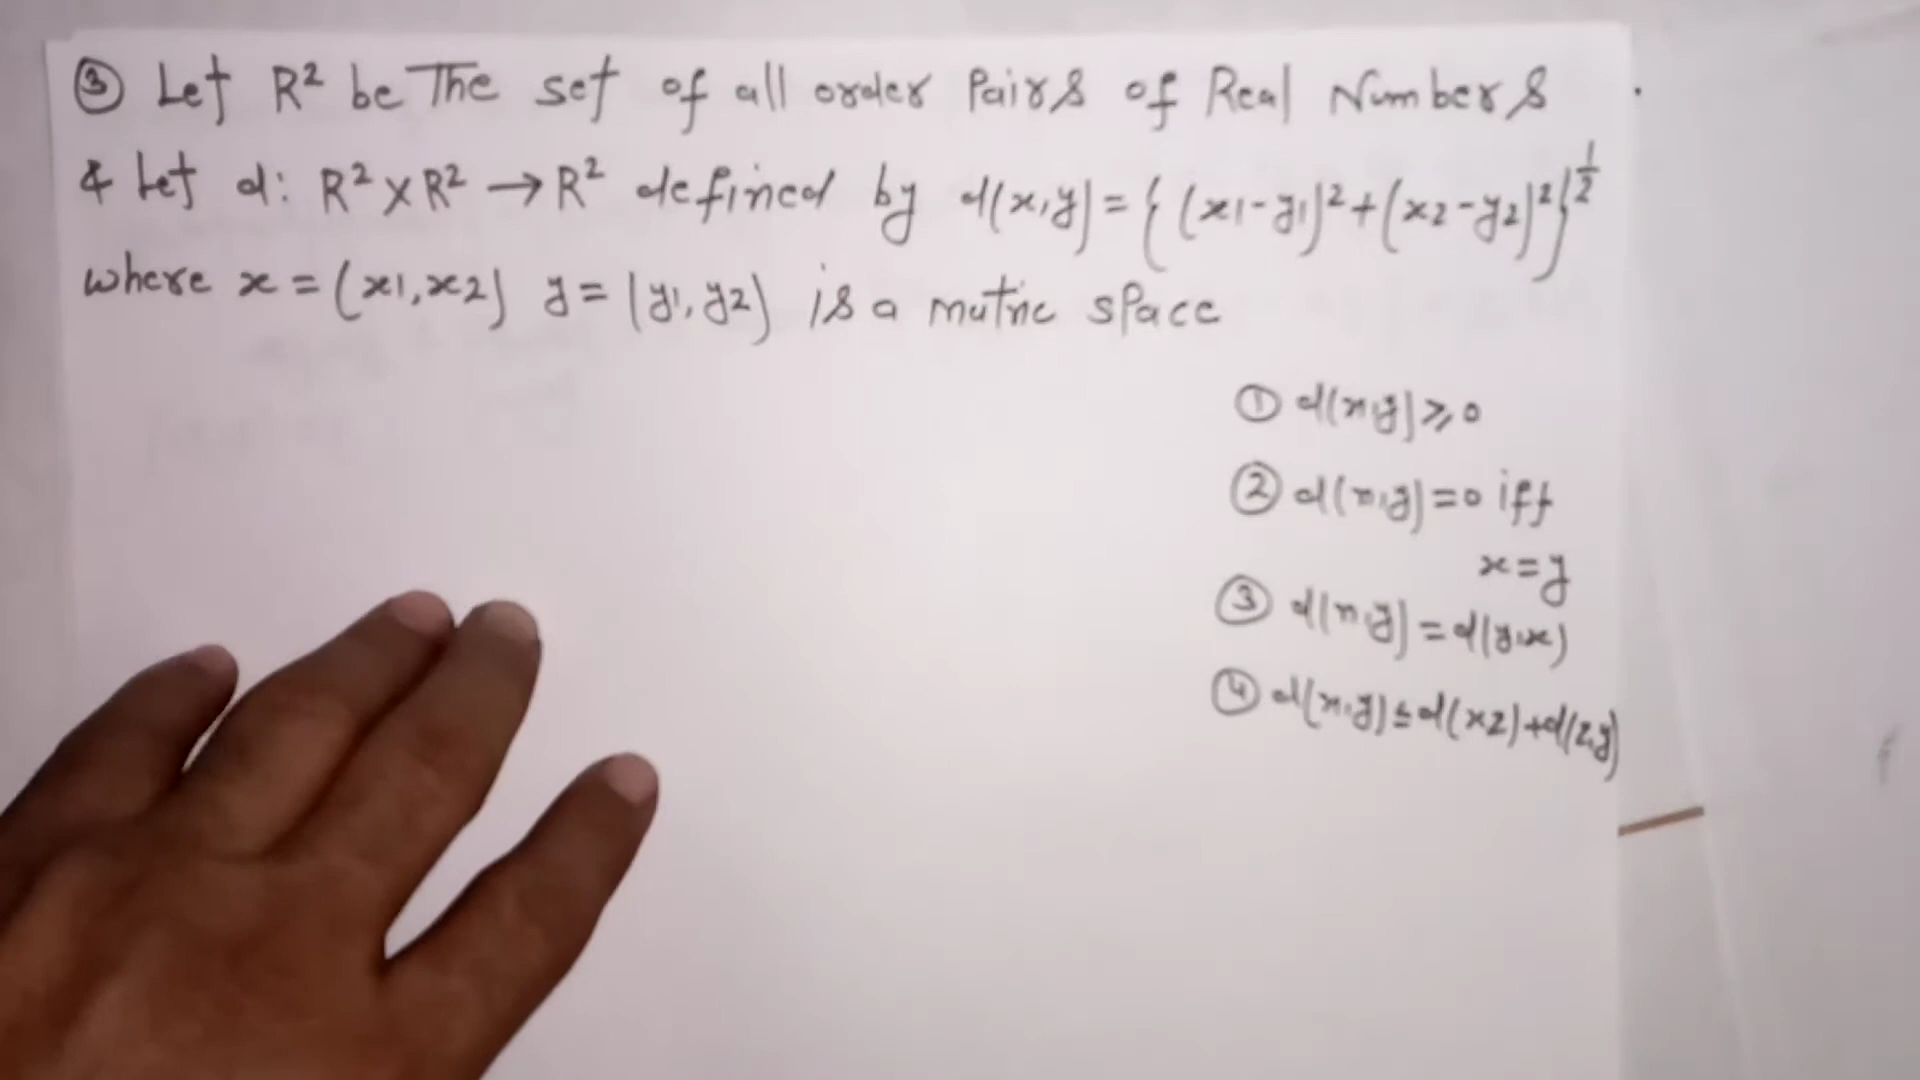 ③ Let R² be The set of all order Pairs of Real Numbers
& Let d: R² × R² → R² defined by d(x,y) = {(x1-y1)²+(x2-y2)²}^1/2
where x = (x1,x2) y = (y1,y2) is a metric space
① d(x,y) ⩾ 0
② d(x,y) = 0 iff
x = y
③ d(x,y) = d(y,x)
④ d(x,y) ≤ d(xz)+d(z,y)